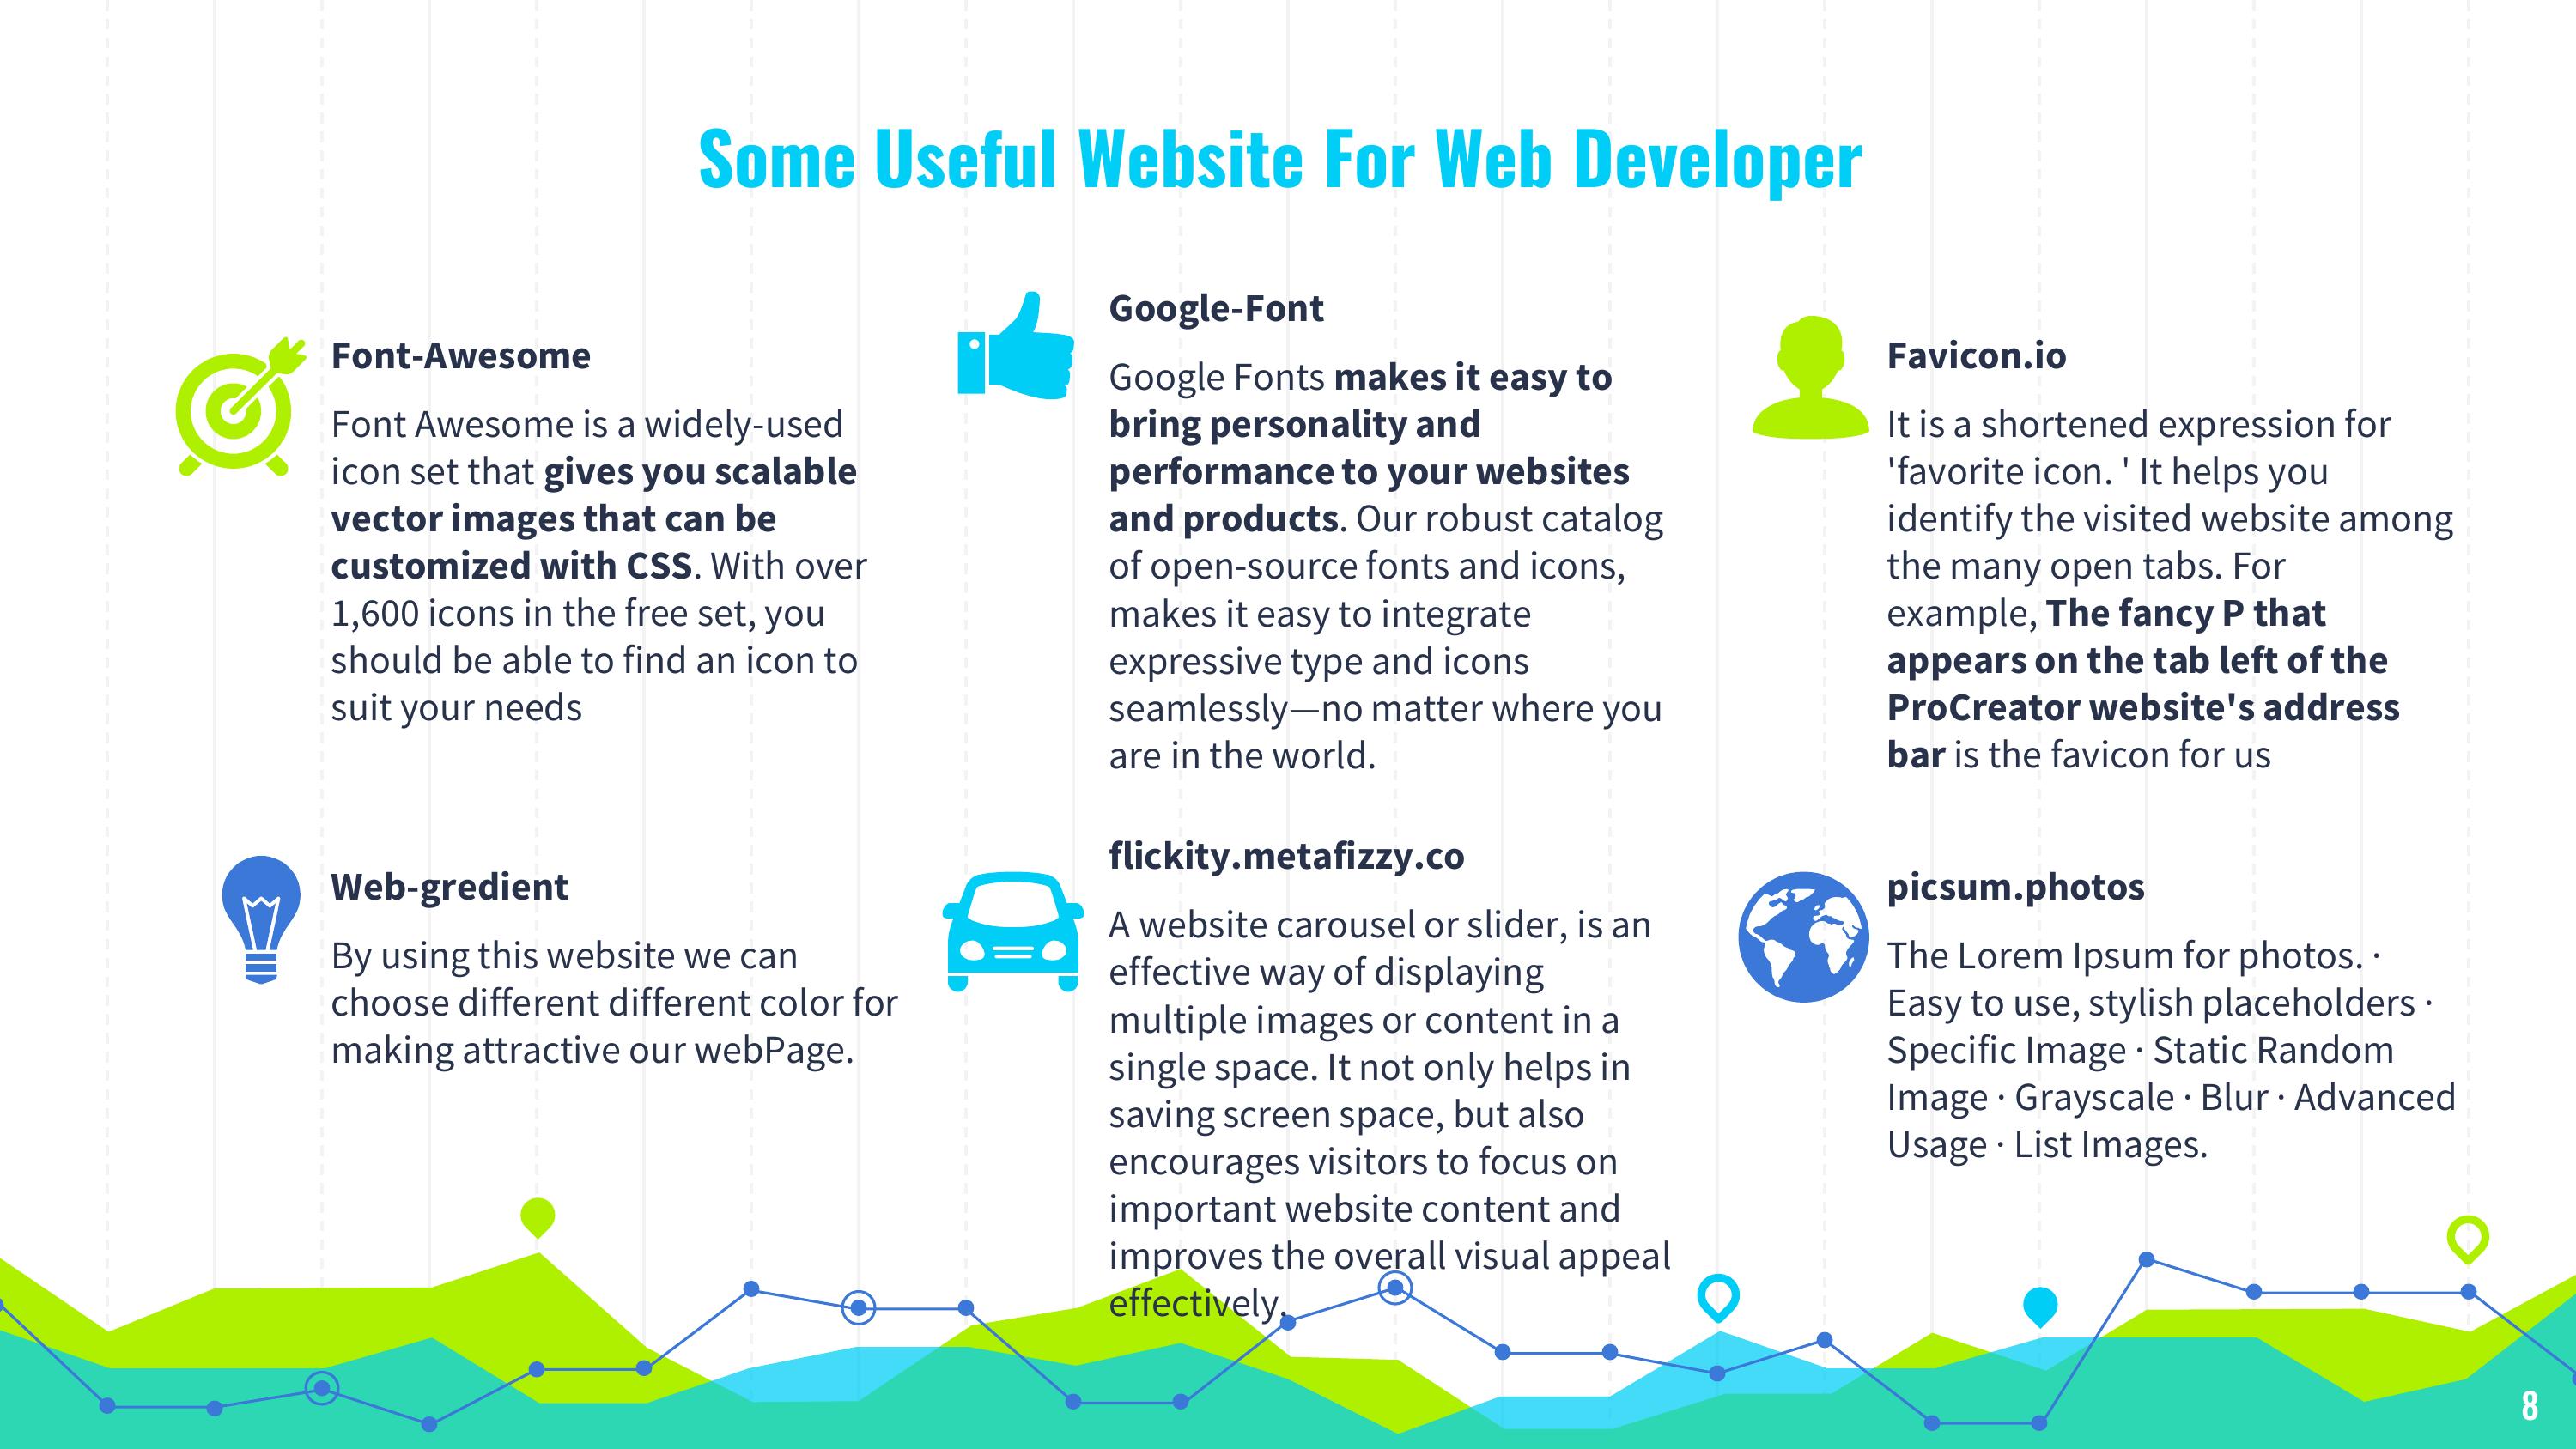 Some Useful Website For Web Developer
Font-Awesome
Font Awesome is a widely-used
icon set that gives you scalable
vector images that can be
customized with CSS. With over
1,600 icons in the free set, you
should be able to find an icon to
suit your needs
Google-Font
Google Fonts makes it easy to
bring personality and
performance to your websites
and products. Our robust catalog
of open-source fonts and icons,
makes it easy to integrate
expressive type and icons
seamlessly—no matter where you
are in the world.
Favicon.io
It is a shortened expression for
'favorite icon. ' It helps you
identify the visited website among
the many open tabs. For
example, The fancy P that
appears on the tab left of the
ProCreator website's address
bar is the favicon for us
Web-gredient
By using this website we can
choose different different color for
making attractive our webPage.
flickity.metafizzy.co
A website carousel or slider, is an
effective way of displaying
multiple images or content in a
single space. It not only helps in
saving screen space, but also
encourages visitors to focus on
important website content and
improves the overall visual appeal
effectively.
picsum.photos
The Lorem Ipsum for photos. ·
Easy to use, stylish placeholders ·
Specific Image · Static Random
Image · Grayscale · Blur · Advanced
Usage · List Images.
8